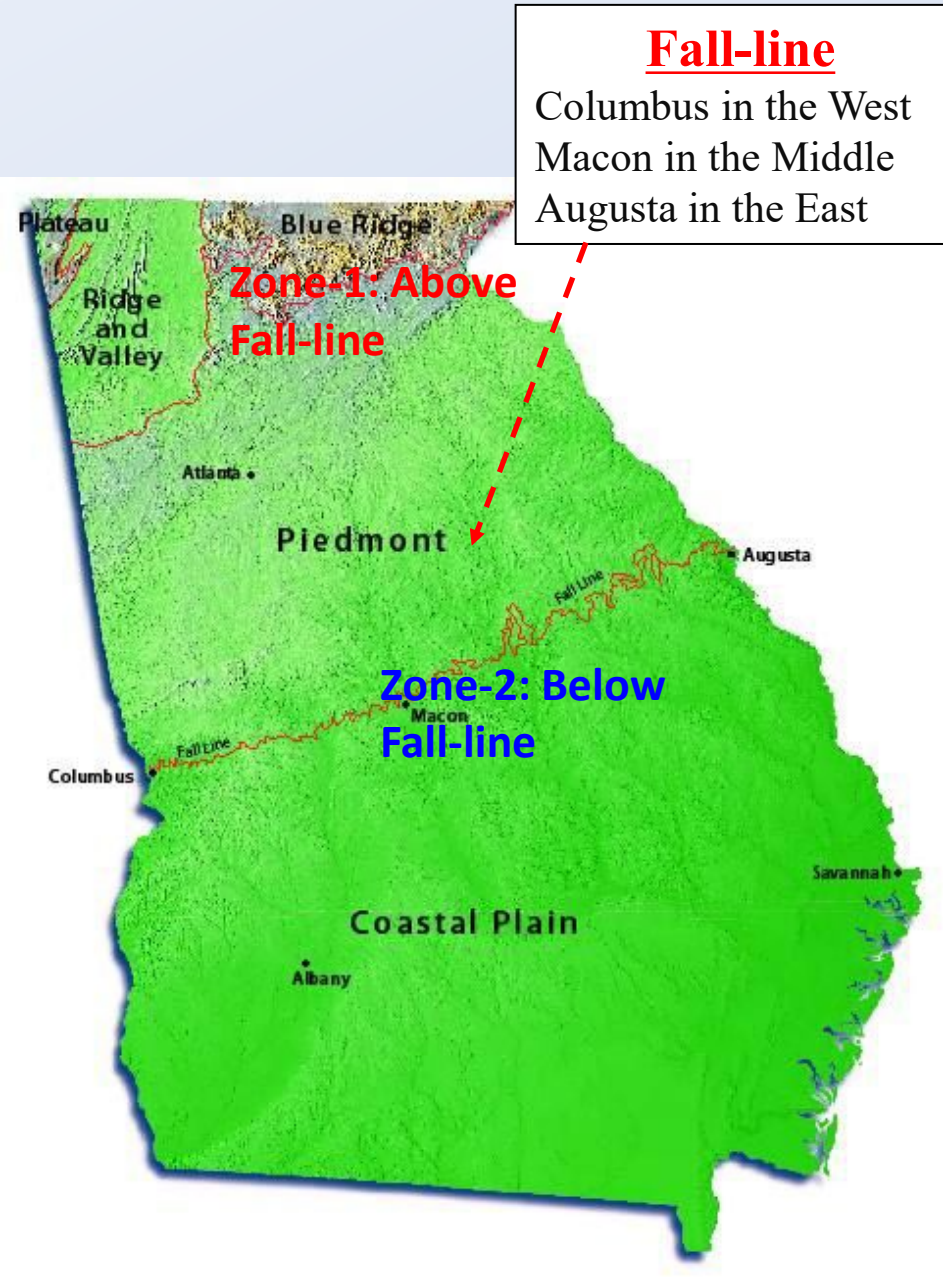 Fall-line
Columbus in the West
Macon in the Middle
Augusta in the East
Plateau
Blue Ridge
Zone-1: Above
Fall-line
Ridge
and
Valley
Atlanta
Piedmont
Augusta
Fall Line
Zone-2: Below
Fall-line
Macon
Fall Line
Columbus
Savannah
Coastal Plain
Albany